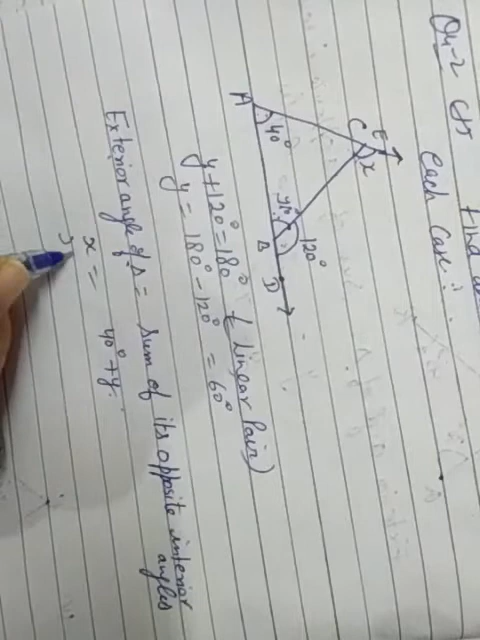 Qu-2 (i)
find
each case:
E
C x
A 40° y° 120°
B D
y + 120° = 180° (Linear Pair)
y = 180° - 120° = 60°
Exterior angle of Δ = sum of its opposite interior
angles
x = 40° + y.